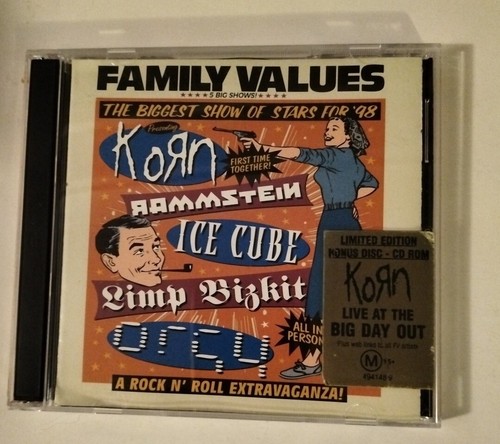 FAMILY VALUES
★★★★ 5 BIG SHOWS! ★★★★
THE BIGGEST SHOW OF STARS FOR '98
Presenting
KoЯn
FIRST TIME
TOGETHER!
RAMMSTEIN
ICE CUBE
Limp Bizkit
orgy
ALL IN
PERSON
A ROCK N' ROLL EXTRAVAGANZA!
LIMITED EDITION
BONUS DISC - CD ROM
KoЯn
LIVE AT THE
BIG DAY OUT
M